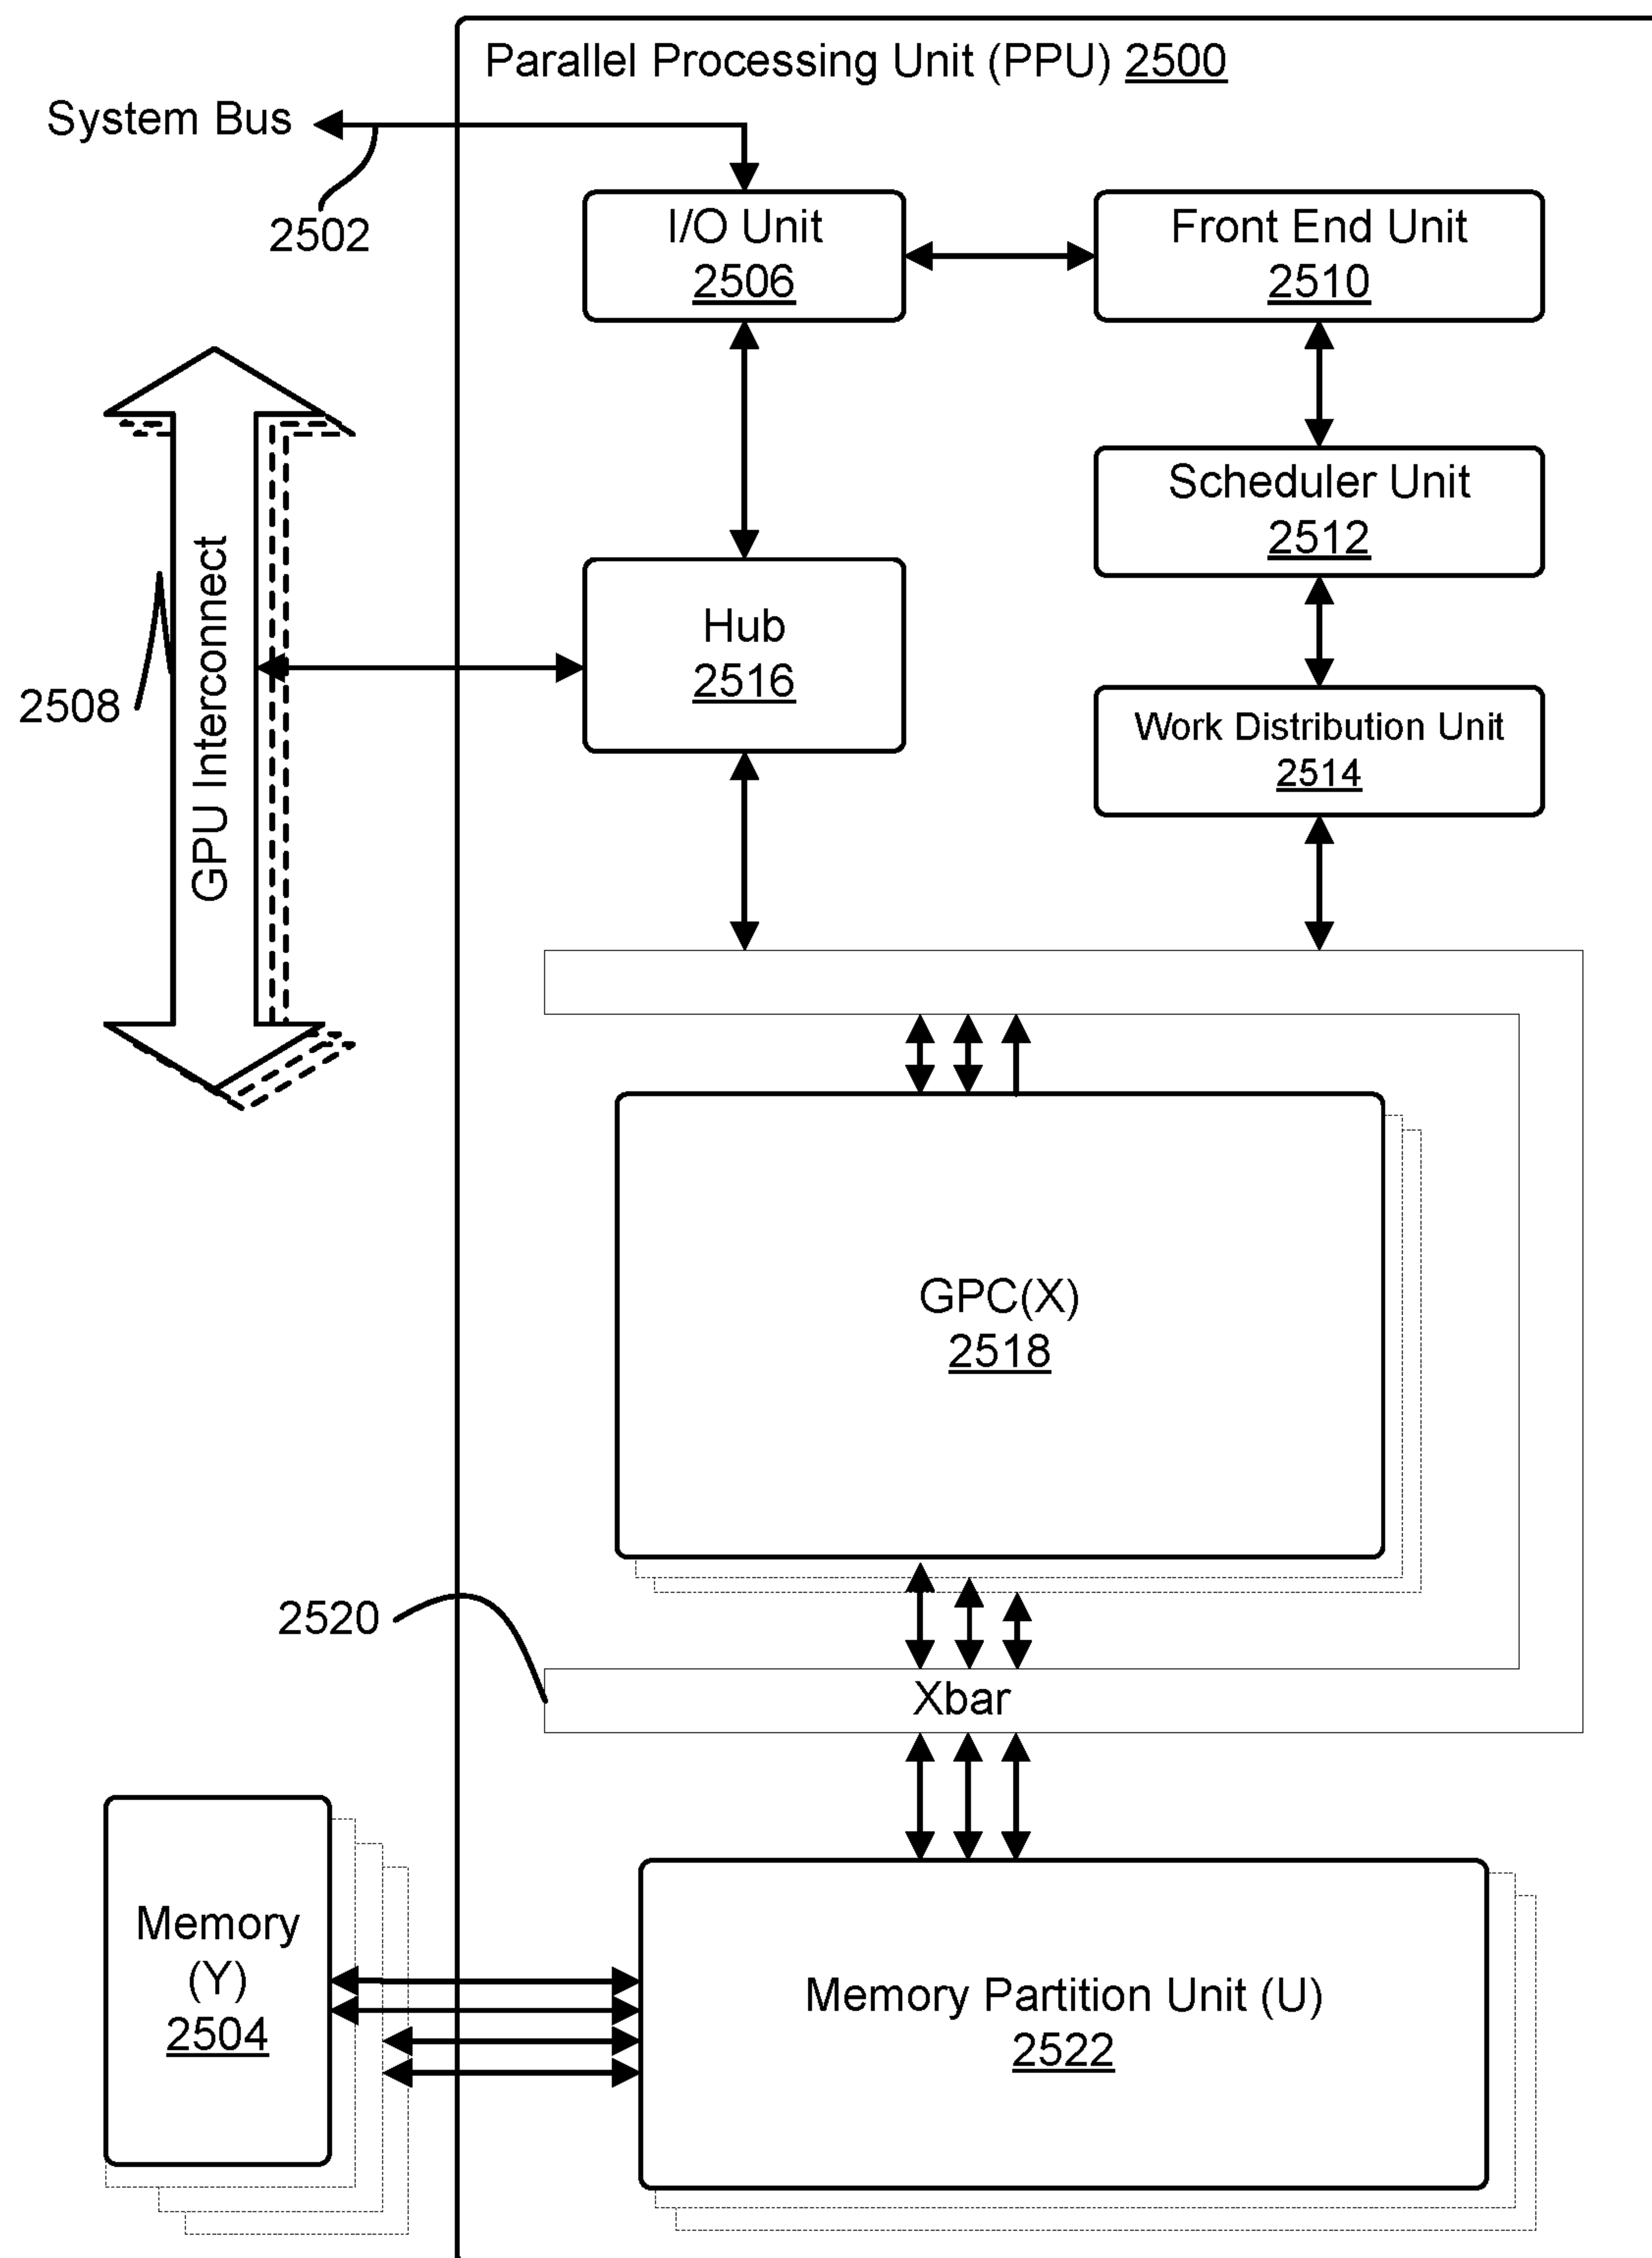 Parallel Processing Unit (PPU) 2500
System Bus
2502
I/O Unit
2506
Front End Unit
2510
Scheduler Unit
2512
GPU Interconnect
2508
Hub
2516
Work Distribution Unit
2514
GPC(X)
2518
2520
Xbar
Memory
(Y)
2504
Memory Partition Unit (U)
2522